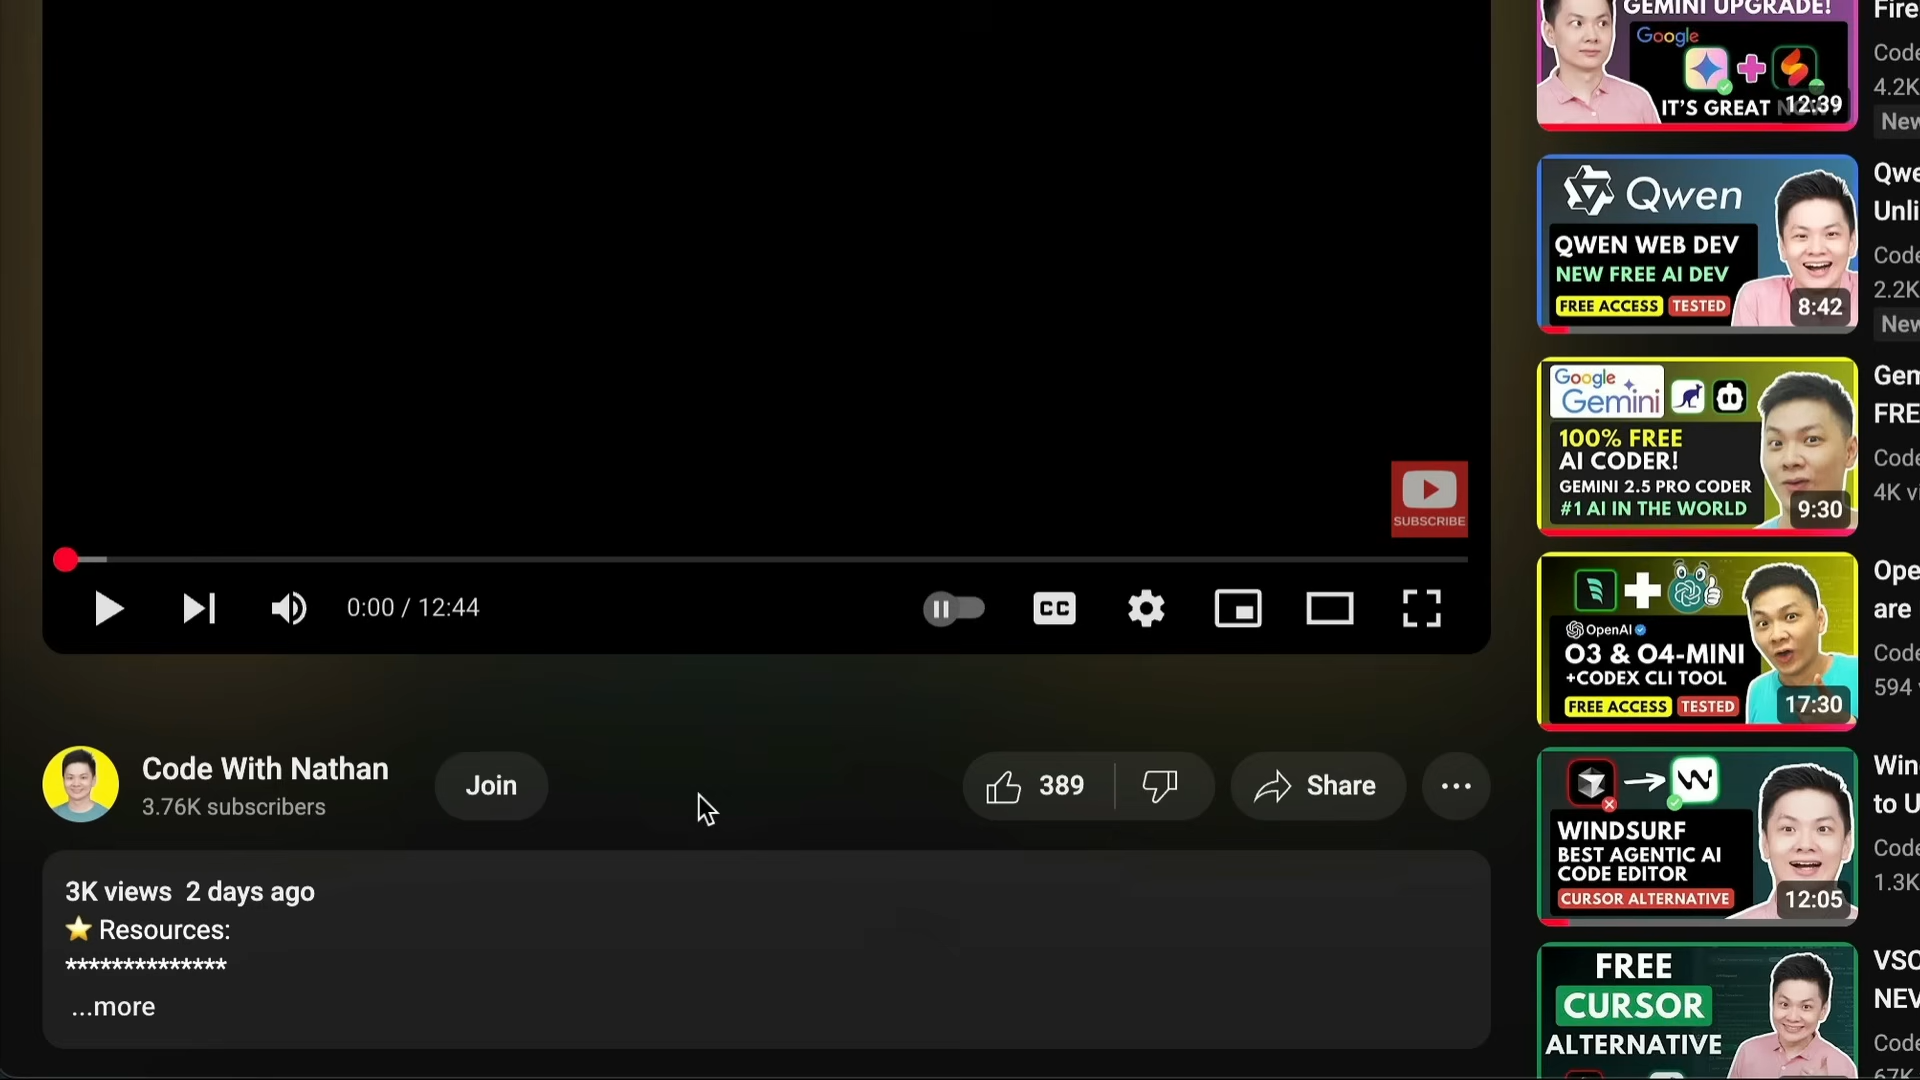 SUBSCRIBE
0:00 / 12:44
CC
Code With Nathan
3.76K subscribers
Join
389
Share
3K views 2 days ago
Resources:
**************
...more
GEMINI UPGRADE!
Google
IT'S GREAT
12:39
Fire
Code
4.2K
New
Qwen
QWEN WEB DEV
NEW FREE AI DEV
FREE ACCESS TESTED
8:42
Qwe
Unli
Code
2.2K
New
Google
Gemini
100% FREE
AI CODER!
GEMINI 2.5 PRO CODER
#1 AI IN THE WORLD
9:30
Gem
FRE
Code
4K vi
OpenAI
O3 & O4-MINI
+CODEX CLI TOOL
FREE ACCESS TESTED
17:30
Ope
are
Code
594
WINDSURF
BEST AGENTIC AI
CODE EDITOR
CURSOR ALTERNATIVE
12:05
Win
to U
Code
1.3K
FREE
CURSOR
ALTERNATIVE
VSC
NEV
Code
67K